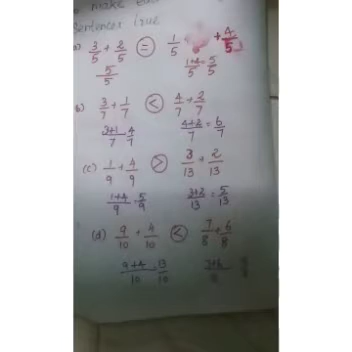 to make each
sentences true
a) 3/5 + 2/5 = 1/5 + 4/5
5/5 1+4/5 = 5/5
b) 3/7 + 1/7 < 4/7 + 2/7
3+1/7 4/7 4+2/7 = 6/7
(c) 1/9 + 4/9 > 3/13 + 2/13
1+4/9 = 5/9 3+2/13 = 5/13
(d) 9/10 + 4/10 < 7/8 + 6/8
9+4/10 13/10